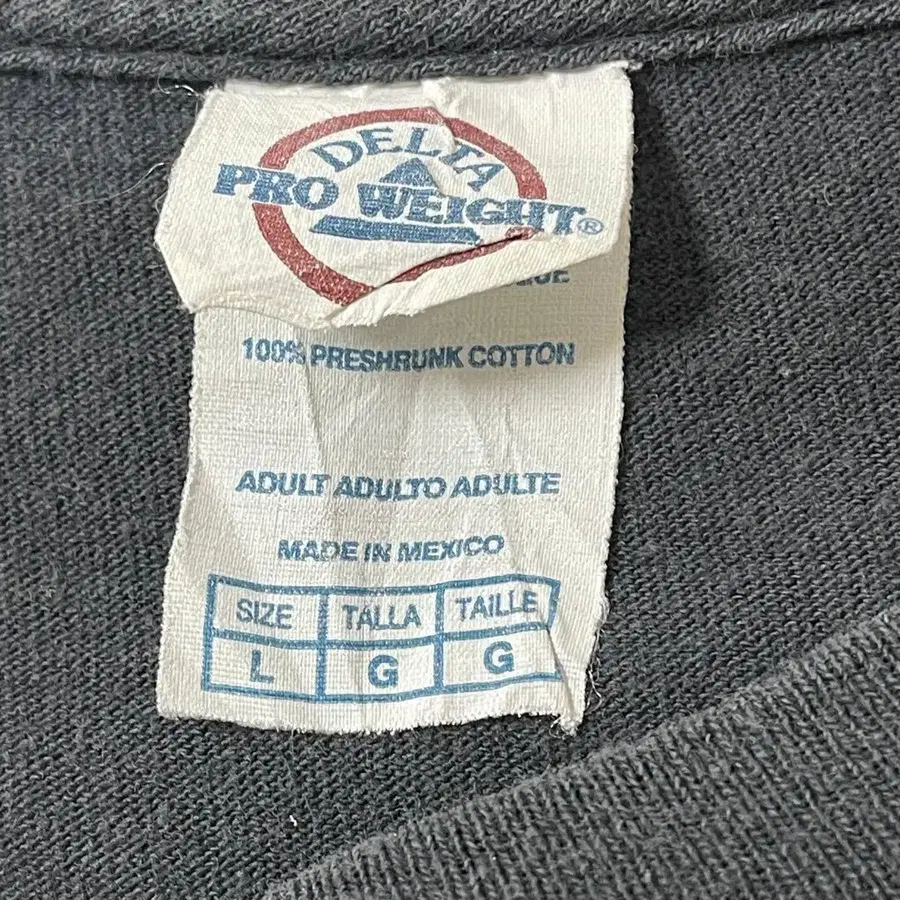 DELTA
PRO WEIGHT®
100% PRESHRUNK COTTON
ADULT ADULTO ADULTE
MADE IN MEXICO
SIZE TALLA TAILLE
L G G